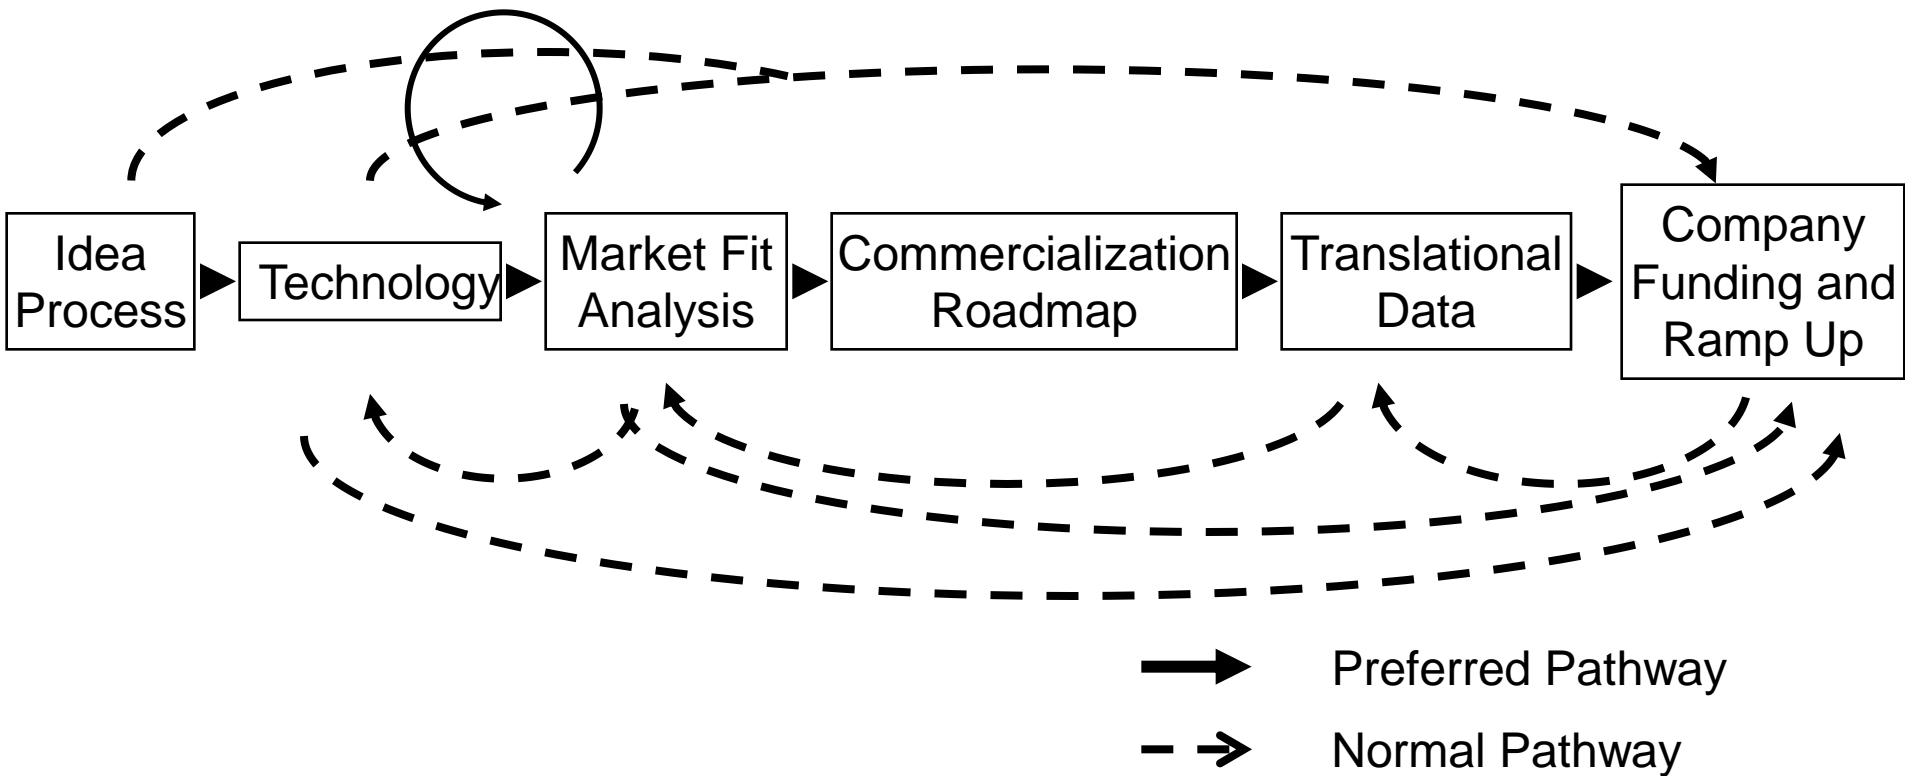 Idea
Process
Technology
Market Fit
Analysis
Commercialization
Roadmap
Translational
Data
Company
Funding and
Ramp Up
Preferred Pathway
Normal Pathway